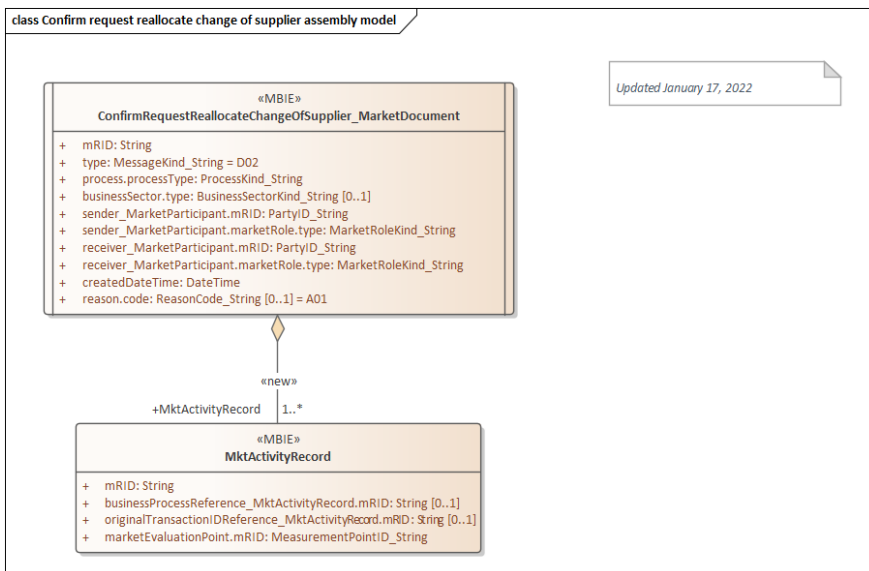 class Confirm request reallocate change of supplier assembly model
Updated January 17, 2022
«MBIE»
ConfirmRequestReallocateChangeOfSupplier_MarketDocument
+ mRID: String
+ type: MessageKind_String = D02
+ process.processType: ProcessKind_String
+ businessSector.type: BusinessSectorKind_String [0..1]
+ sender_MarketParticipant.mRID: PartyID_String
+ sender_MarketParticipant.marketRole.type: MarketRoleKind_String
+ receiver_MarketParticipant.mRID: PartyID_String
+ receiver_MarketParticipant.marketRole.type: MarketRoleKind_String
+ createdDateTime: DateTime
+ reason.code: ReasonCode_String [0..1] = A01
«new»
+MktActivityRecord 1..*
«MBIE»
MktActivityRecord
+ mRID: String
+ businessProcessReference_MktActivityRecord.mRID: String [0..1]
+ originalTransactionIDReference_MktActivityRecord.mRID: String [0..1]
+ marketEvaluationPoint.mRID: MeasurementPointID_String